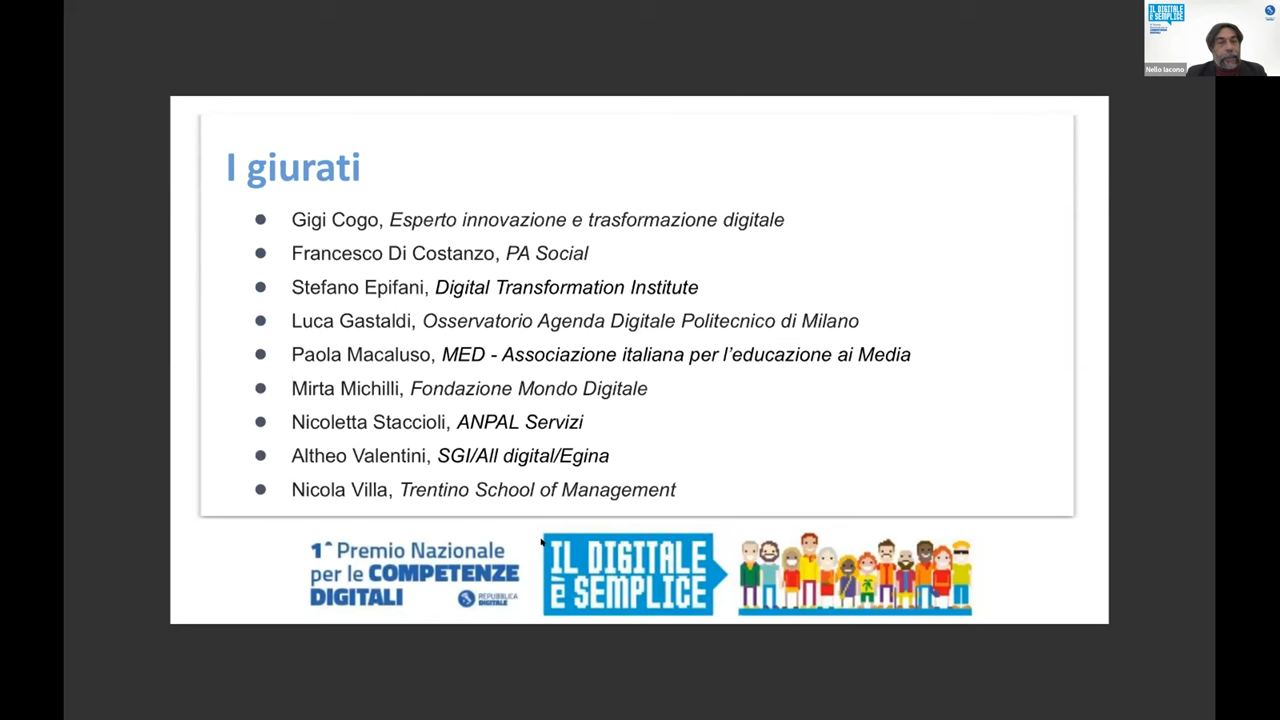 IL DIGITALE
È SEMPLICE
Nello Iacono
I giurati
Gigi Cogo, Esperto innovazione e trasformazione digitale
Francesco Di Costanzo, PA Social
Stefano Epifani, Digital Transformation Institute
Luca Gastaldi, Osservatorio Agenda Digitale Politecnico di Milano
Paola Macaluso, MED - Associazione italiana per l’educazione ai Media
Mirta Michilli, Fondazione Mondo Digitale
Nicoletta Staccioli, ANPAL Servizi
Altheo Valentini, SGI/All digital/Egina
Nicola Villa, Trentino School of Management
1^ Premio Nazionale
per le COMPETENZE
DIGITALI
REPUBBLICA
DIGITALE
IL DIGITALE
è SEMPLICE